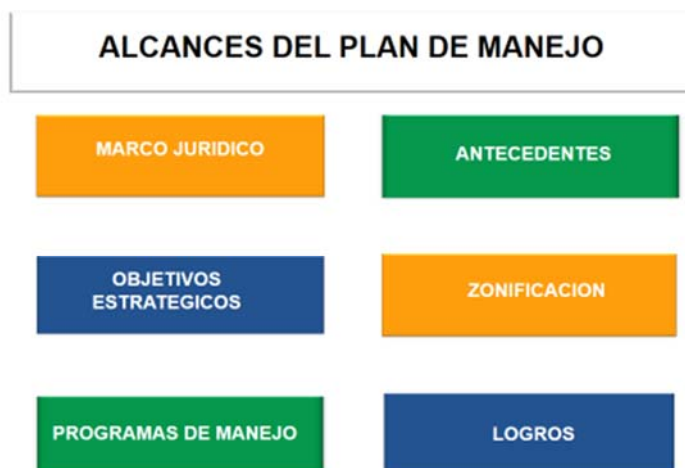 ALCANCES DEL PLAN DE MANEJO
MARCO JURIDICO
ANTECEDENTES
OBJETIVOS
ESTRATEGICOS
ZONIFICACION
PROGRAMAS DE MANEJO
LOGROS